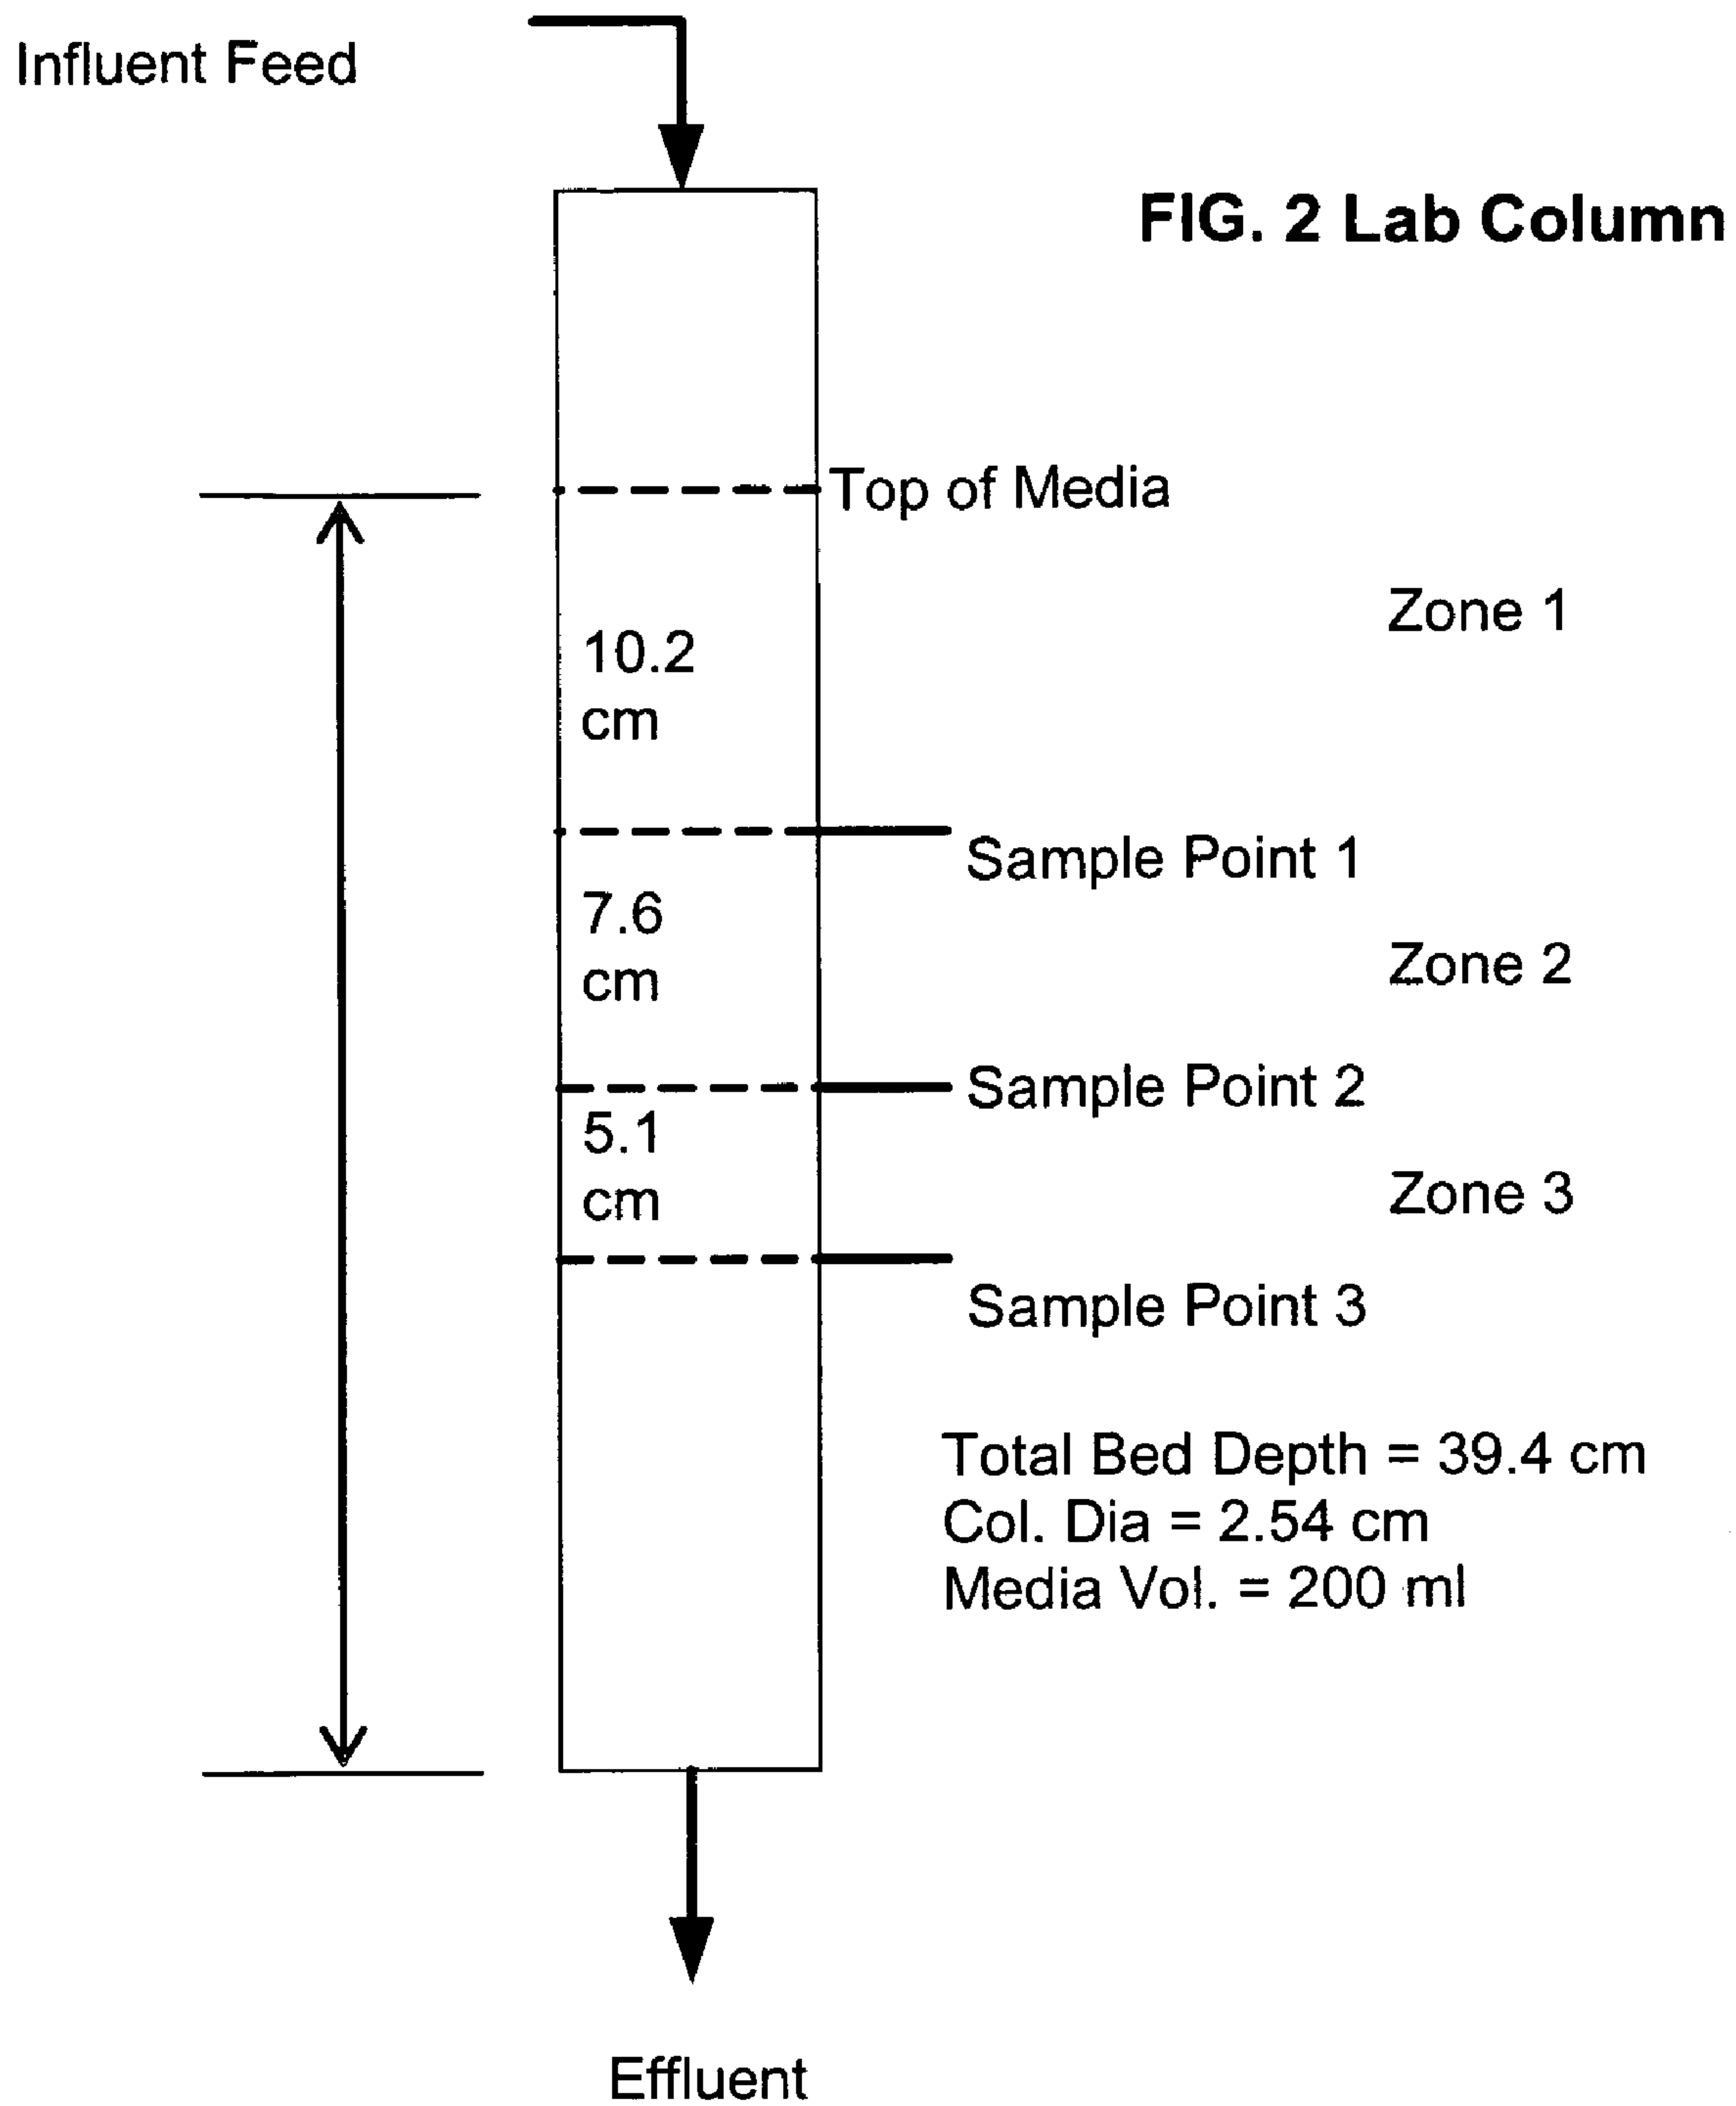 Influent Feed
FIG. 2 Lab Column
Top of Media
Zone 1
10.2
cm
Sample Point 1
7.6
cm
Zone 2
Sample Point 2
5.1
cm
Zone 3
Sample Point 3
Total Bed Depth = 39.4 cm
Col. Dia = 2.54 cm
Media Vol. = 200 ml
Effluent